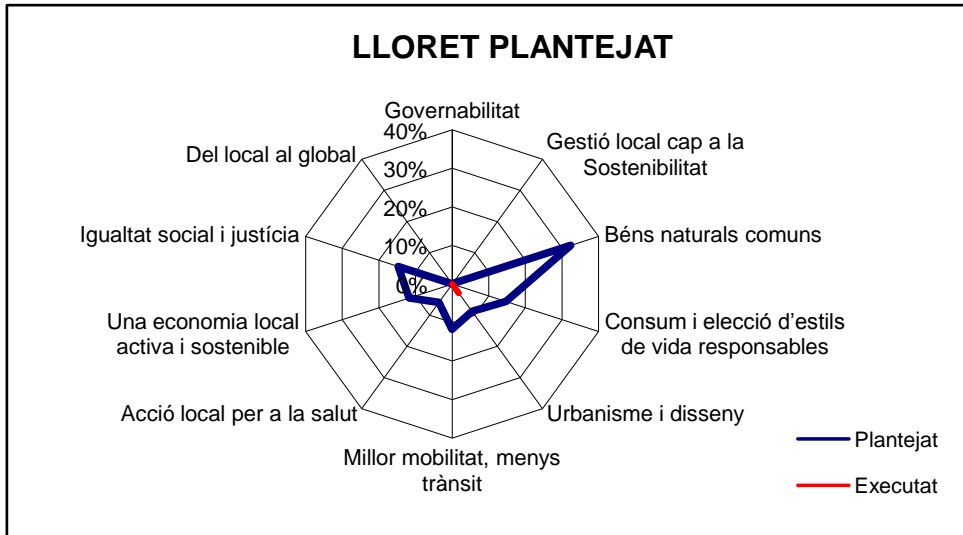 LLORET PLANTEJAT
Governabilitat
Gestió local cap a la
Sostenibilitat
Béns naturals comuns
Consum i elecció d’estils
de vida responsables
Urbanisme i disseny
Millor mobilitat, menys
trànsit
Acció local per a la salut
Una economia local
activa i sostenible
Igualtat social i justícia
Del local al global
40%
30%
20%
10%
0%
Plantejat
Executat